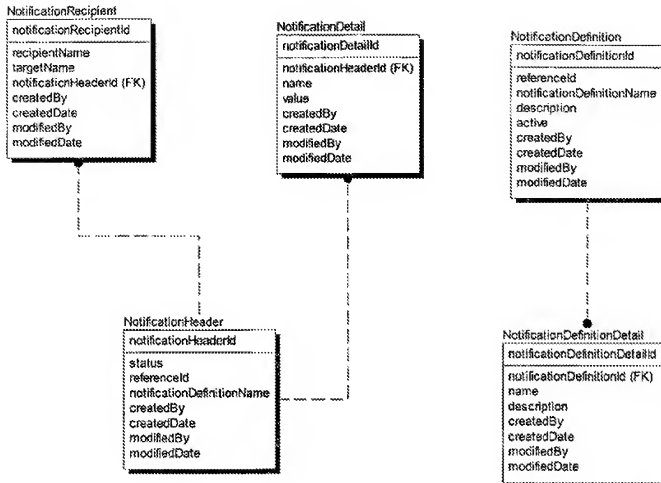 NotificationRecipient
notificationRecipientId
recipientName
targetName
notificationHeaderId (FK)
createdBy
createdDate
modifiedBy
modifiedDate
NotificationDetail
notificationDetailId
notificationHeaderId (FK)
name
value
createdBy
createdDate
modifiedBy
modifiedDate
NotificationDefinition
notificationDefinitionId
referenceId
notificationDefinitionName
description
active
createdBy
createdDate
modifiedBy
modifiedDate
NotificationHeader
notificationHeaderId
status
referenceId
notificationDefinitionName
createdBy
createdDate
modifiedBy
modifiedDate
NotificationDefinitionDetail
notificationDefinitionDetailId
notificationDefinitionId (FK)
name
description
createdBy
createdDate
modifiedBy
modifiedDate